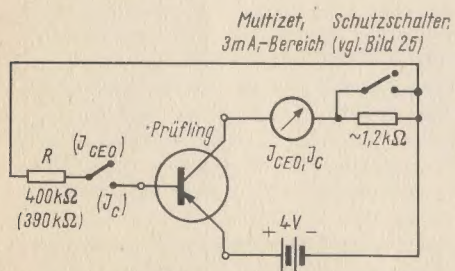 Multizet, Schutzschalter
3mA,-Bereich (vgl. Bild 25)
Prüfling
R
(J_CEO)
400kΩ
(390kΩ)
(J_C)
J_CEO, J_C
~1,2kΩ
+ 4V -